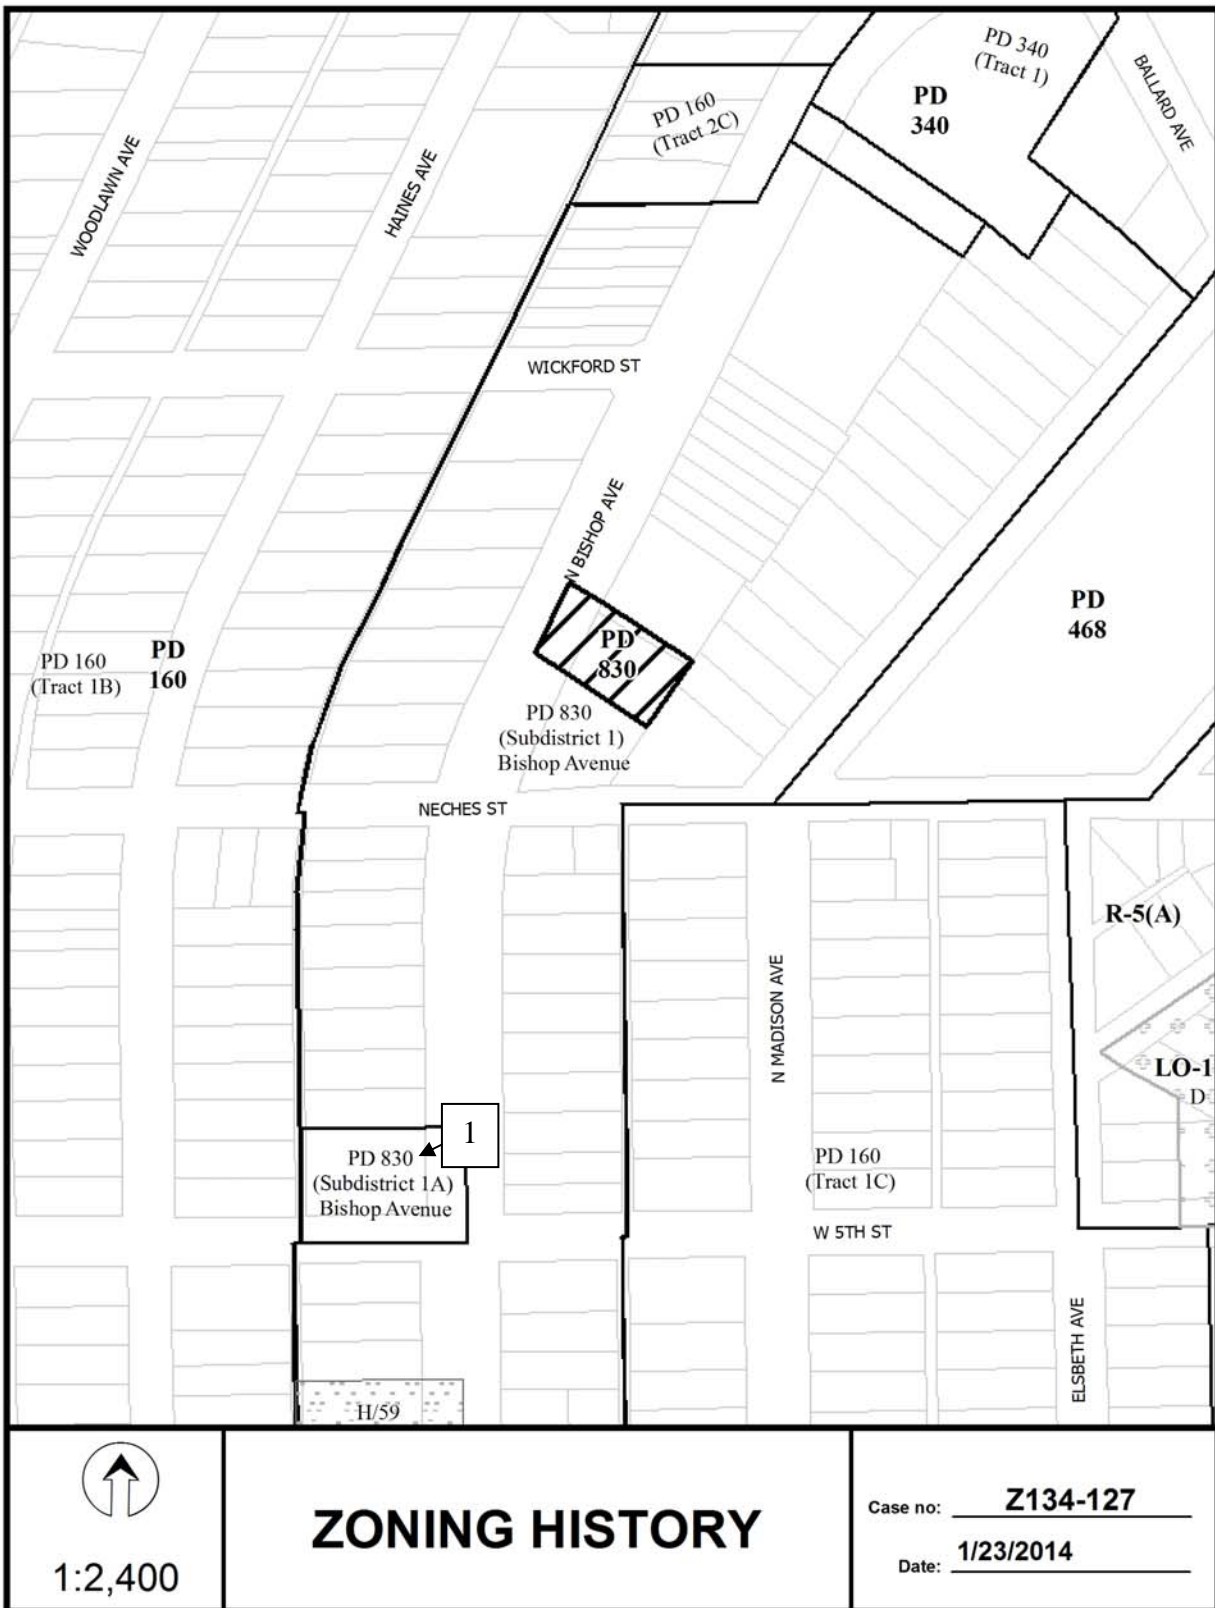 PD 340
(Tract 1)
BALLARD AVE
PD
340
PD 160
(Tract 2C)
WOODLAWN AVE
HAINES AVE
WICKFORD ST
N BISHOP AVE
PD
830
PD
468
PD 160
(Tract 1B)
PD
160
PD 830
(Subdistrict 1)
Bishop Avenue
NECHES ST
R-5(A)
N MADISON AVE
LO-1
D
1
PD 830
(Subdistrict 1A)
Bishop Avenue
PD 160
(Tract 1C)
W 5TH ST
ELSBETH AVE
H/59
1:2,400
ZONING HISTORY
Case no: Z134-127
Date: 1/23/2014